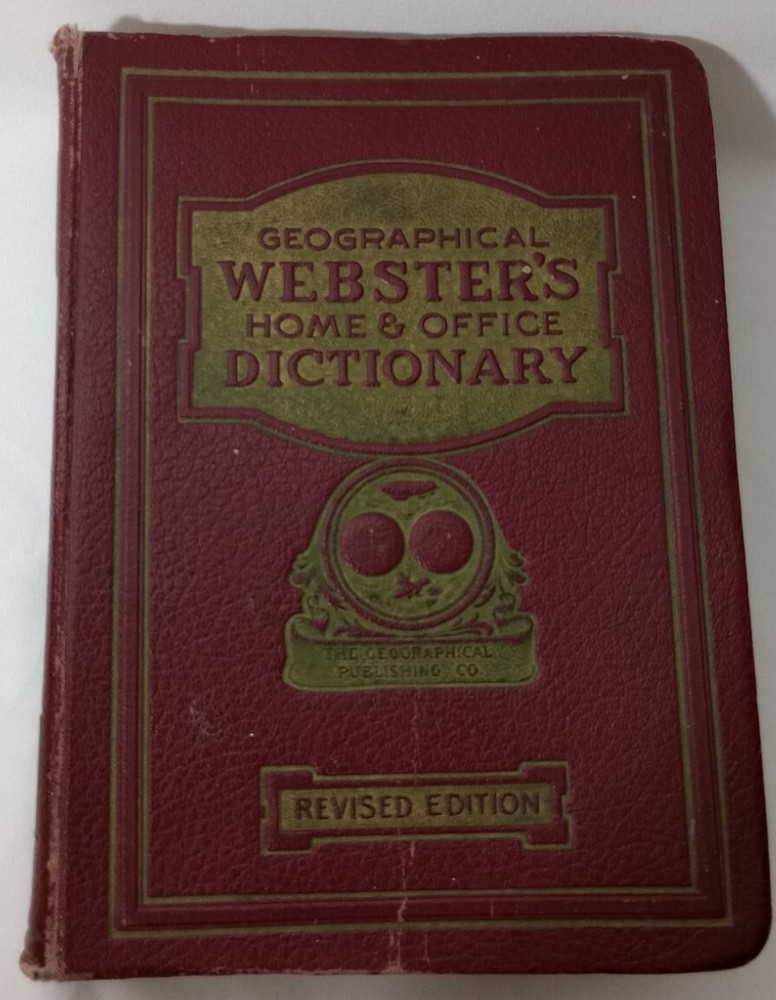 GEOGRAPHICAL
WEBSTER'S
HOME & OFFICE
DICTIONARY
THE GEOGRAPHICAL
PUBLISHING CO.
REVISED EDITION